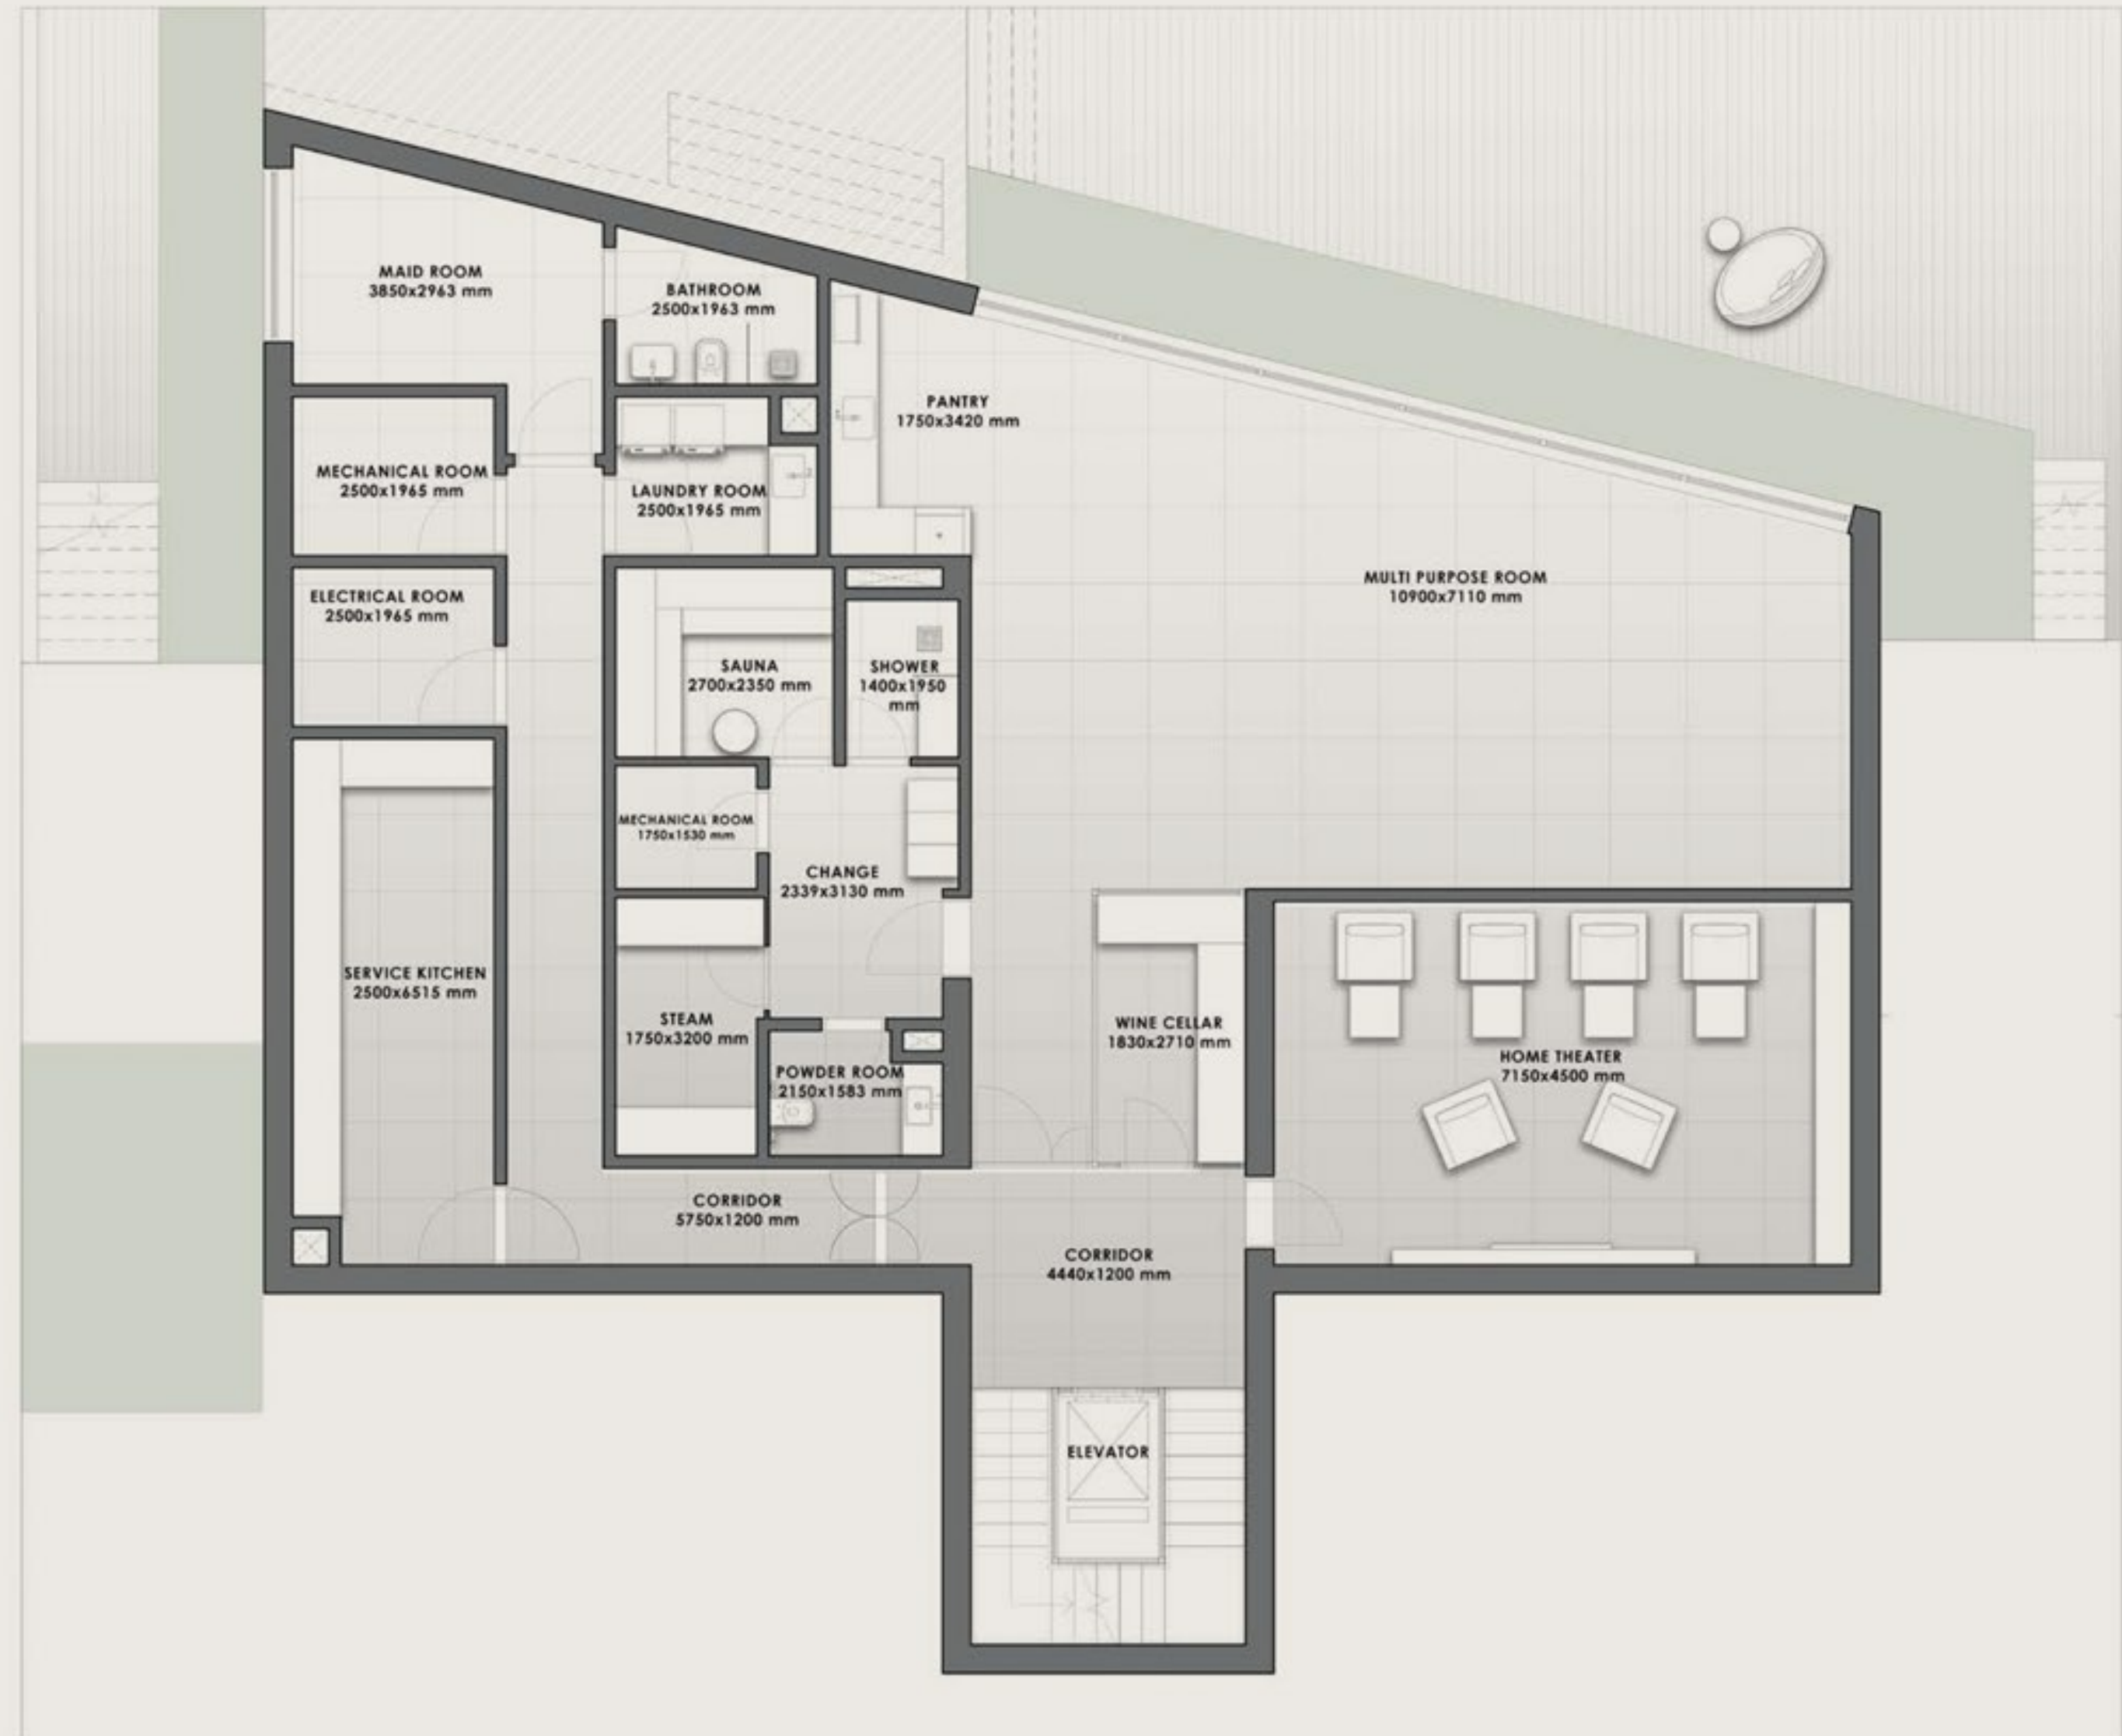 MAID ROOM
3850x2963 mm
BATHROOM
2500x1963 mm
PANTRY
1750x3420 mm
MECHANICAL ROOM
2500x1965 mm
LAUNDRY ROOM
2500x1965 mm
MULTI PURPOSE ROOM
10900x7110 mm
ELECTRICAL ROOM
2500x1965 mm
SAUNA
2700x2350 mm
SHOWER
1400x1950
mm
MECHANICAL ROOM
1750x1530 mm
CHANGE
2339x3130 mm
SERVICE KITCHEN
2500x6515 mm
STEAM
1750x3200 mm
WINE CELLAR
1830x2710 mm
POWDER ROOM
2150x1583 mm
HOME THEATER
7150x4500 mm
CORRIDOR
5750x1200 mm
CORRIDOR
4440x1200 mm
ELEVATOR